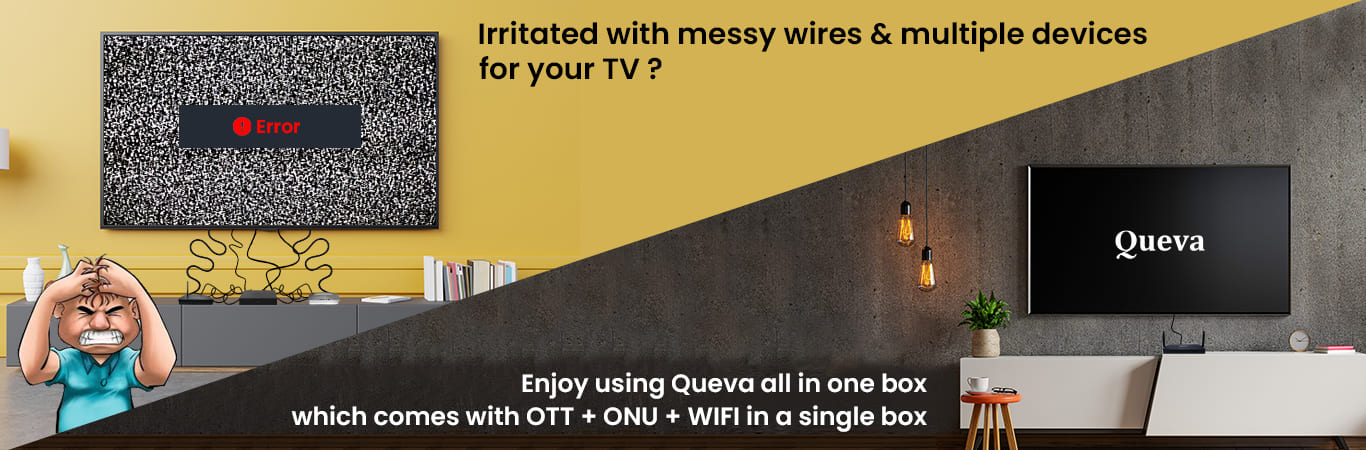 Irritated with messy wires & multiple devices
for your TV ?
Error
Queva
Enjoy using Queva all in one box
which comes with OTT + ONU + WIFI in a single box